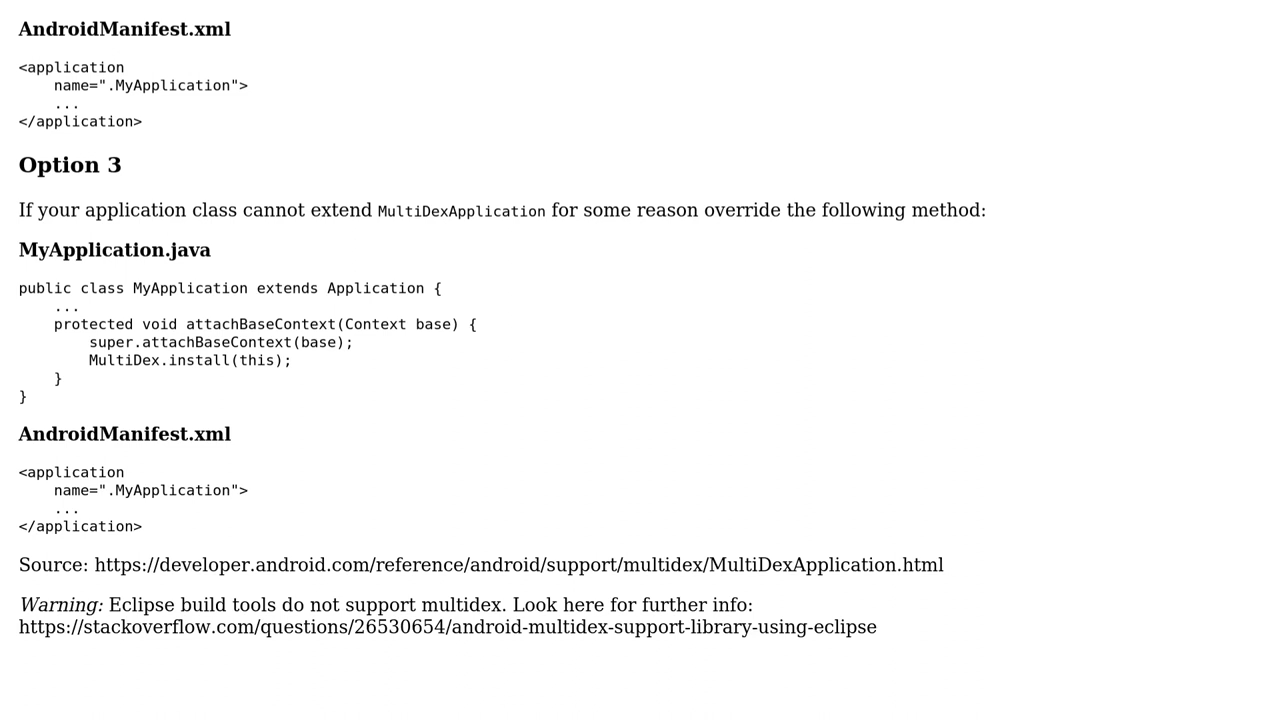 AndroidManifest.xml
<application
    name=".MyApplication">
    ...
</application>
Option 3
If your application class cannot extend MultiDexApplication for some reason override the following method:
MyApplication.java
public class MyApplication extends Application {
    ...
    protected void attachBaseContext(Context base) {
        super.attachBaseContext(base);
        MultiDex.install(this);
    }
}
AndroidManifest.xml
<application
    name=".MyApplication">
    ...
</application>
Source: https://developer.android.com/reference/android/support/multidex/MultiDexApplication.html
Warning: Eclipse build tools do not support multidex. Look here for further info:
https://stackoverflow.com/questions/26530654/android-multidex-support-library-using-eclipse